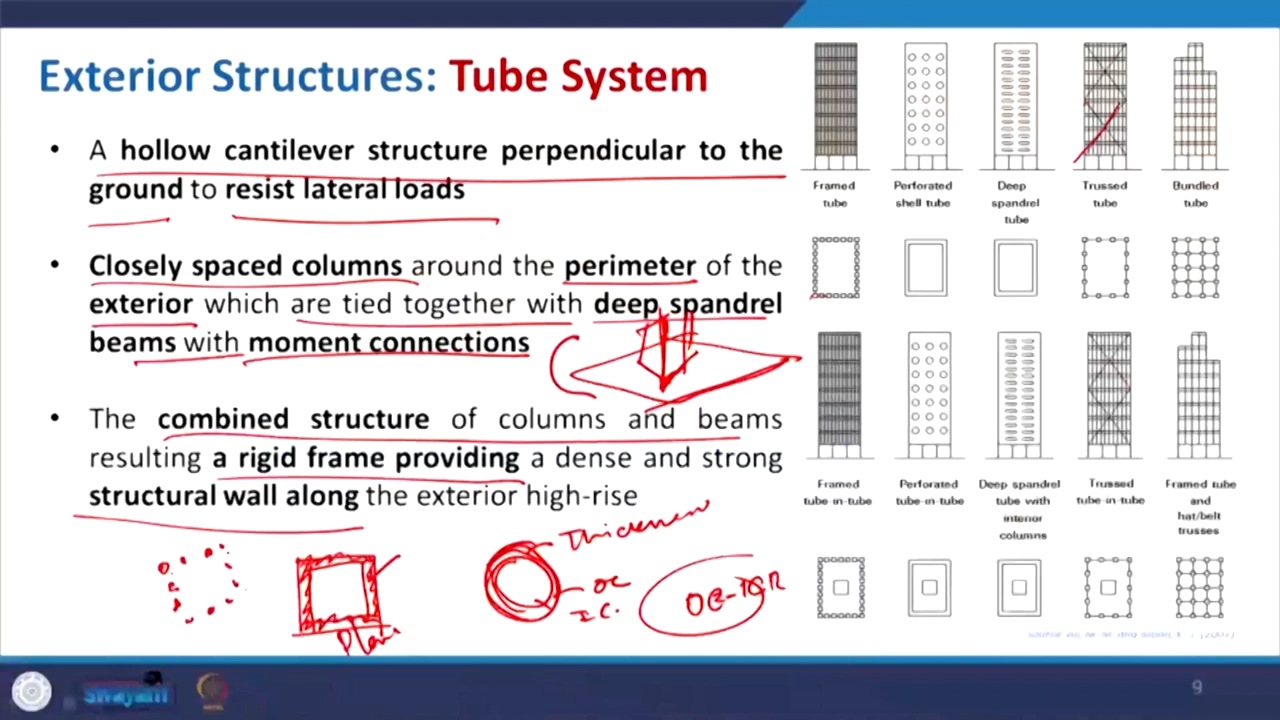 Exterior Structures: Tube System
• A hollow cantilever structure perpendicular to the
ground to resist lateral loads
• Closely spaced columns around the perimeter of the
exterior which are tied together with deep spandrel
beams with moment connections
• The combined structure of columns and beams
resulting a rigid frame providing a dense and strong
structural wall along the exterior high-rise
Framed
tube
Perforated
shell tube
Deep
spandrel
tube
Trussed
tube
Bundled
tube
Framed
tube-in-tube
Perforated
tube-in-tube
Deep spandrel
tube with
interior
columns
Trussed
tube-in-tube
Framed tube
and
hat/belt
trusses
Plan
Thickness
OC
IC.
swayam
9